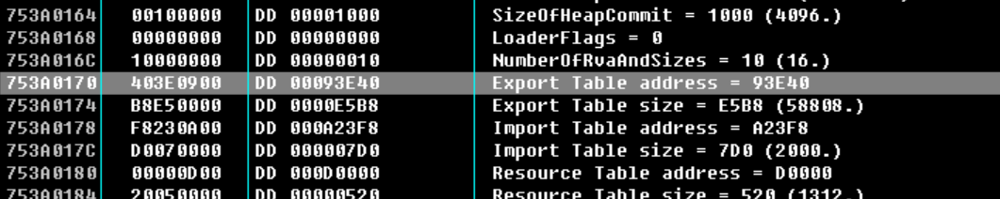 753A0164 00100000 DD 00001000 SizeOfHeapCommit = 1000 (4096.)
753A0168 00000000 DD 00000000 LoaderFlags = 0
753A016C 10000000 DD 00000010 NumberOfRvaAndSizes = 10 (16.)
753A0170 403E0900 DD 00093E40 Export Table address = 93E40
753A0174 B8E50000 DD 0000E5B8 Export Table size = E5B8 (58808.)
753A0178 F8230A00 DD 000A23F8 Import Table address = A23F8
753A017C D0070000 DD 000007D0 Import Table size = 7D0 (2000.)
753A0180 00000D00 DD 000D0000 Resource Table address = D0000
753A0184 20050000 DD 00000520 Resource Table size = 520 (1312.)